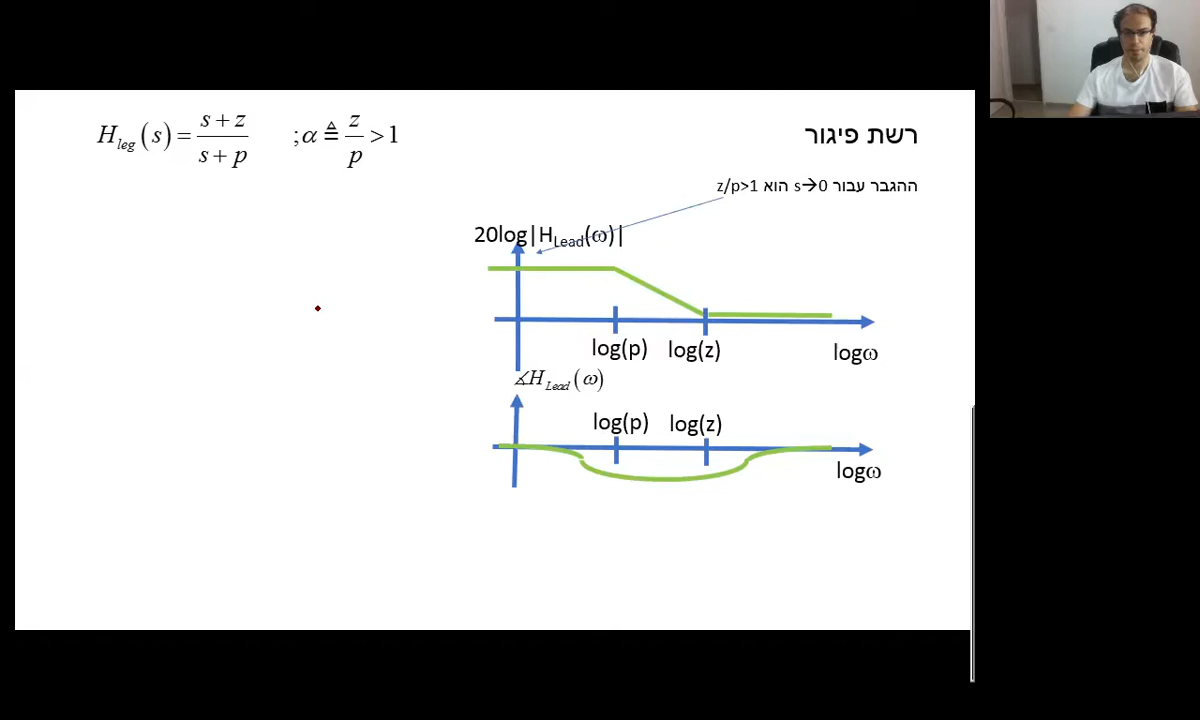 רשת פיגור
H_leg (s) = (s + z)/(s + p) ; α ≜ z/p > 1
ההגבר עבור s→0 הוא z/p>1
20log|H_Lead(ω)|
log(p) log(z) logω
∡H_Lead (ω)
log(p) log(z)
logω